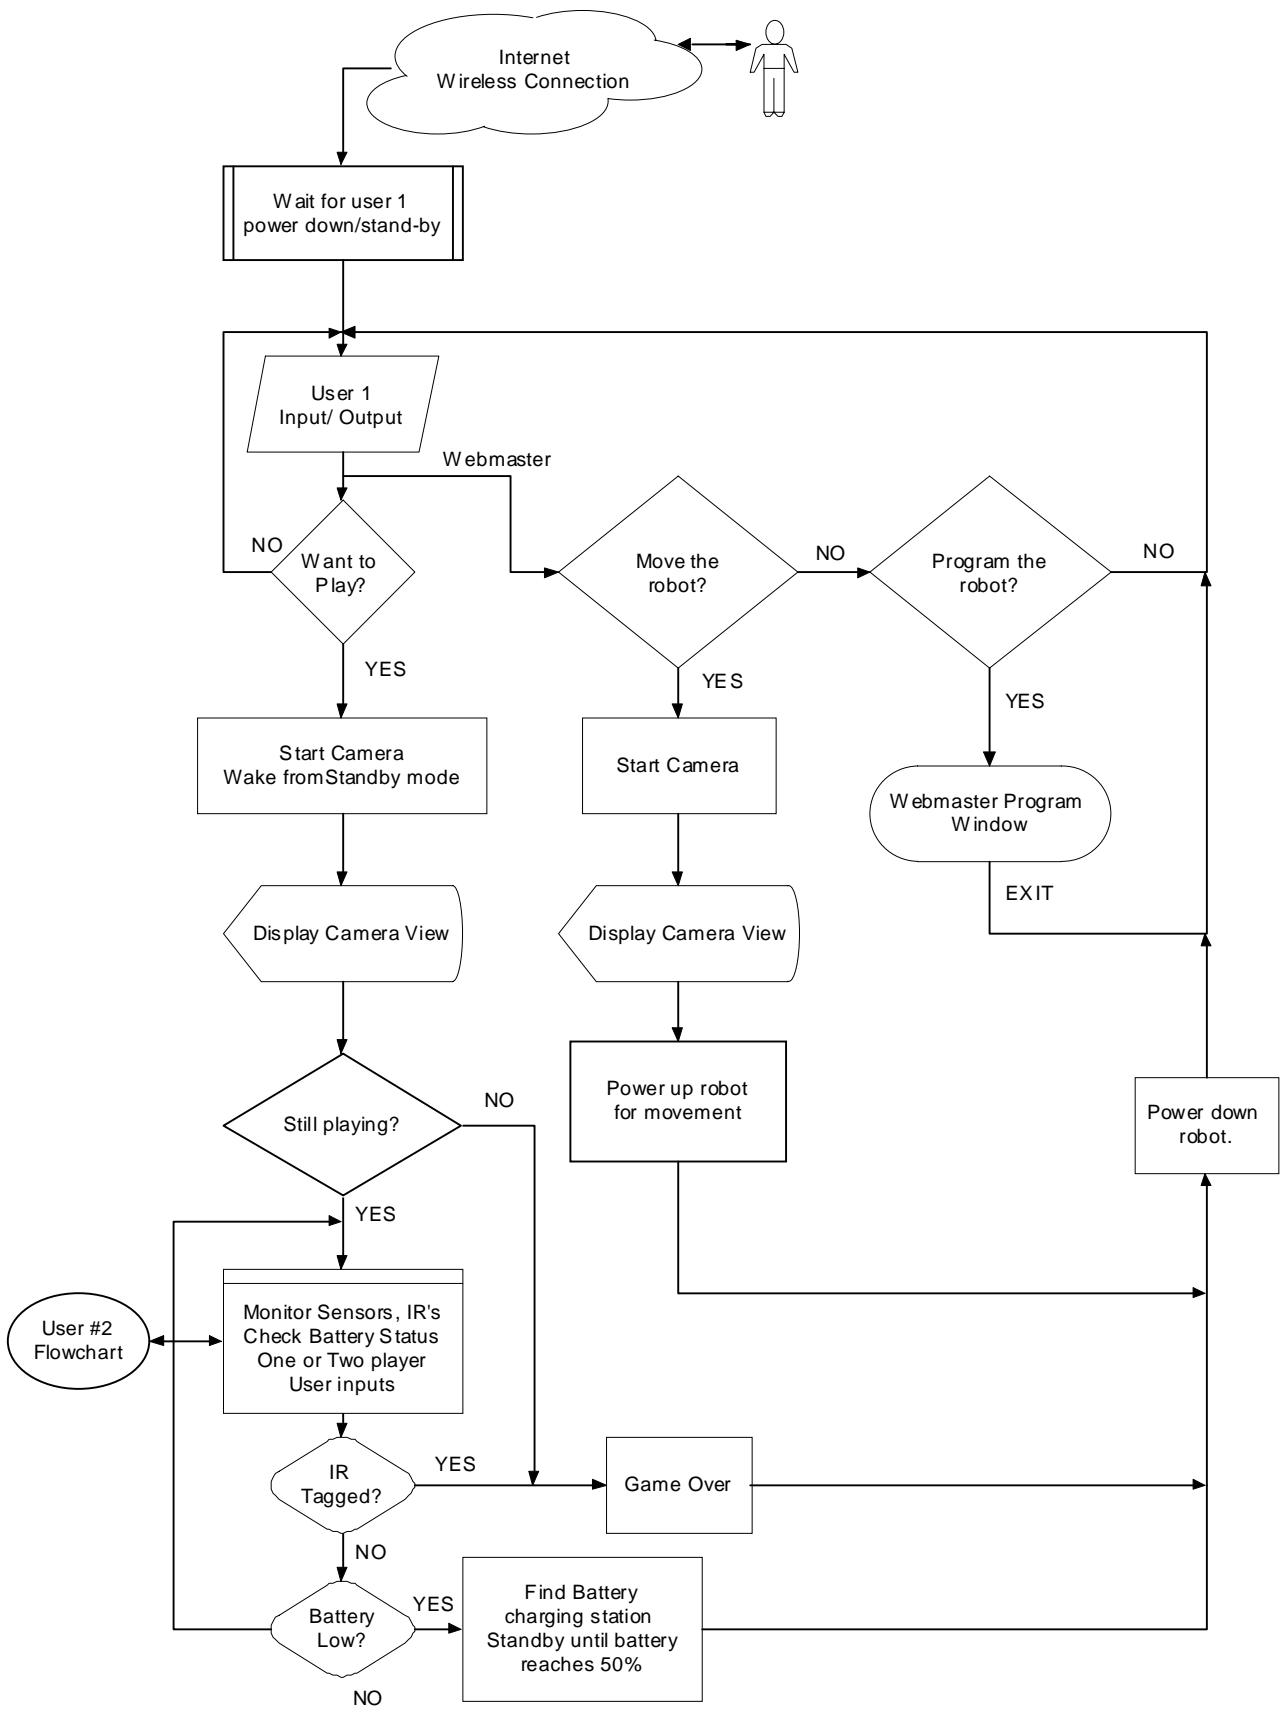 Internet
Wireless Connection
Wait for user 1
power down/stand-by
User 1
Input/ Output
Webmaster
NO
Want to
Play?
Move the
robot?
NO
Program the
robot?
NO
YES
YES
YES
Start Camera
Wake from Standby mode
Start Camera
Webmaster Program
Window
EXIT
Display Camera View
Display Camera View
Still playing?
NO
Power up robot
for movement
Power down
robot.
YES
User #2
Flowchart
Monitor Sensors, IR's
Check Battery Status
One or Two player
User inputs
IR
Tagged?
YES
Game Over
NO
Battery
Low?
YES
Find Battery
charging station
Standby until battery
reaches 50%
NO